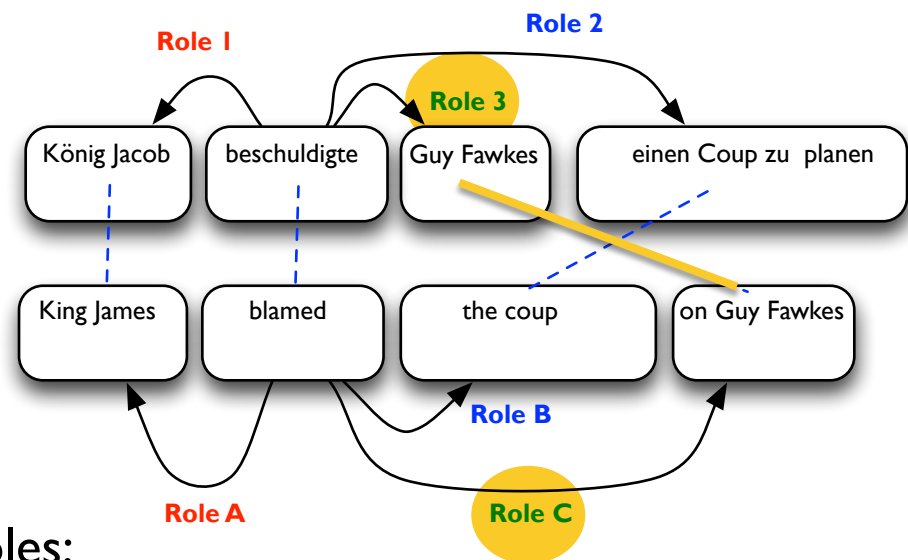 Role 1
Role 2
Role 3
König Jacob
beschuldigte
Guy Fawkes
einen Coup zu planen
King James
blamed
the coup
on Guy Fawkes
Role B
Role A
Role C